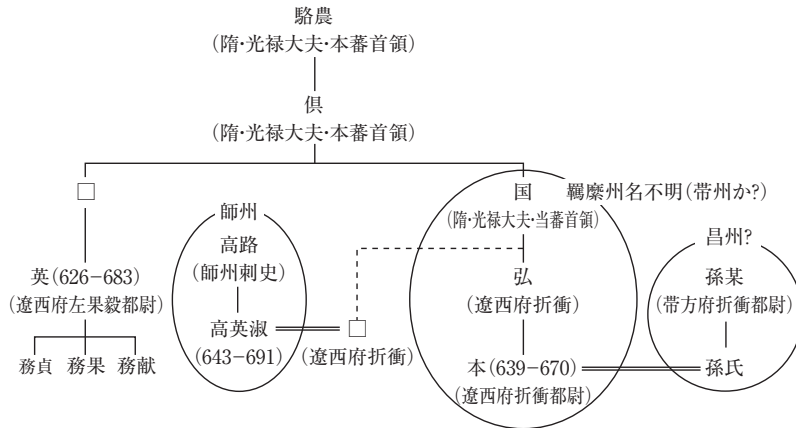 駱農
(隋・光禄大夫・本蕃首領)
倶
(隋・光禄大夫・本蕃首領)
□
国
羈縻州名不明(帯州か?)
(隋・光禄大夫・当蕃首領)
師州
高路
(師州刺史)
昌州?
孫某
(帯方府折衝都尉)
英(626−683)
(遼西府左果毅都尉)
弘
(遼西府折衝)
高英淑
(643−691)
□
(遼西府折衝)
務貞 務果 務献
本(639−670)
(遼西府折衝都尉)
孫氏